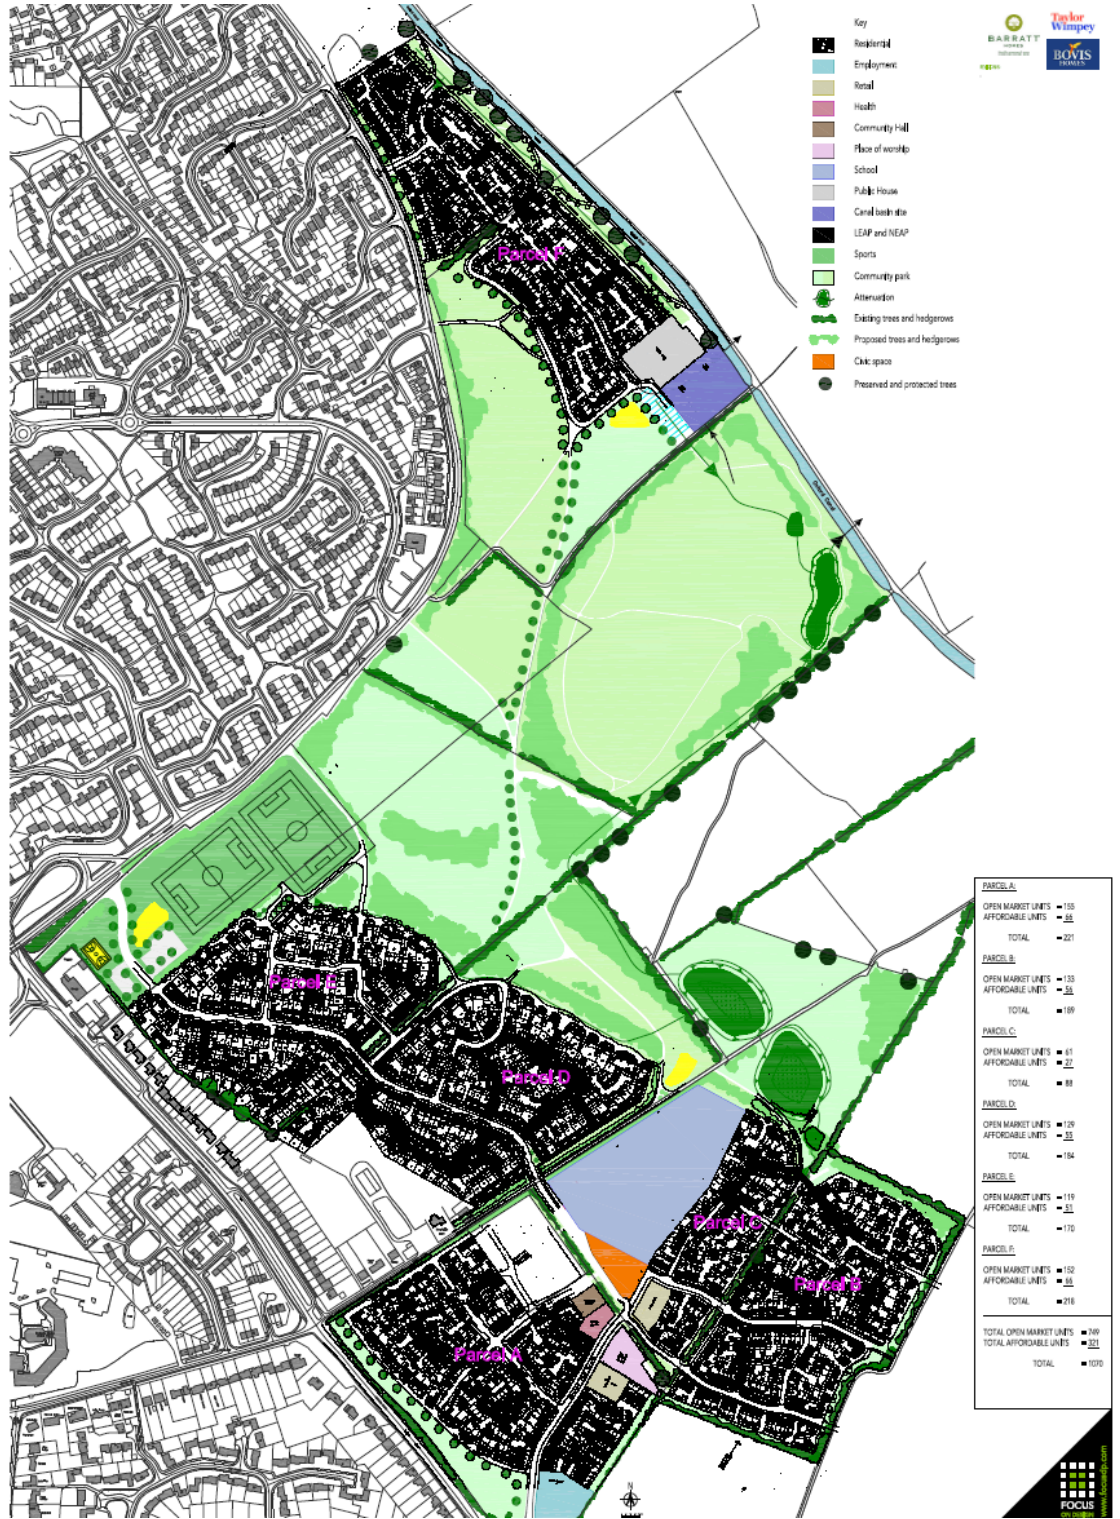 Key
Residential
Employment
Retail
Health
Community Hall
Place of worship
School
Public House
Canal basin site
LEAP and NEAP
Sports
Community park
Attenuation
Existing trees and hedgerows
Proposed trees and hedgerows
Civic space
Preserved and protected trees
BARRATT
HOMES
Taylor
Wimpey
BOVIS
HOMES
Parcel F
Oxford Canal
Parcel E
Parcel D
Parcel C
Parcel B
Parcel A
N
PARCEL A:
OPEN MARKET UNITS = 155
AFFORDABLE UNITS = 66
TOTAL = 221
PARCEL B:
OPEN MARKET UNITS = 133
AFFORDABLE UNITS = 56
TOTAL = 189
PARCEL C:
OPEN MARKET UNITS = 61
AFFORDABLE UNITS = 27
TOTAL = 88
PARCEL D:
OPEN MARKET UNITS = 129
AFFORDABLE UNITS = 55
TOTAL = 184
PARCEL E:
OPEN MARKET UNITS = 119
AFFORDABLE UNITS = 51
TOTAL = 170
PARCEL F:
OPEN MARKET UNITS = 152
AFFORDABLE UNITS = 66
TOTAL = 218
TOTAL OPEN MARKET UNITS = 749
TOTAL AFFORDABLE UNITS = 321
TOTAL = 1070
FOCUS
ON DESIGN
www.focusdp.com